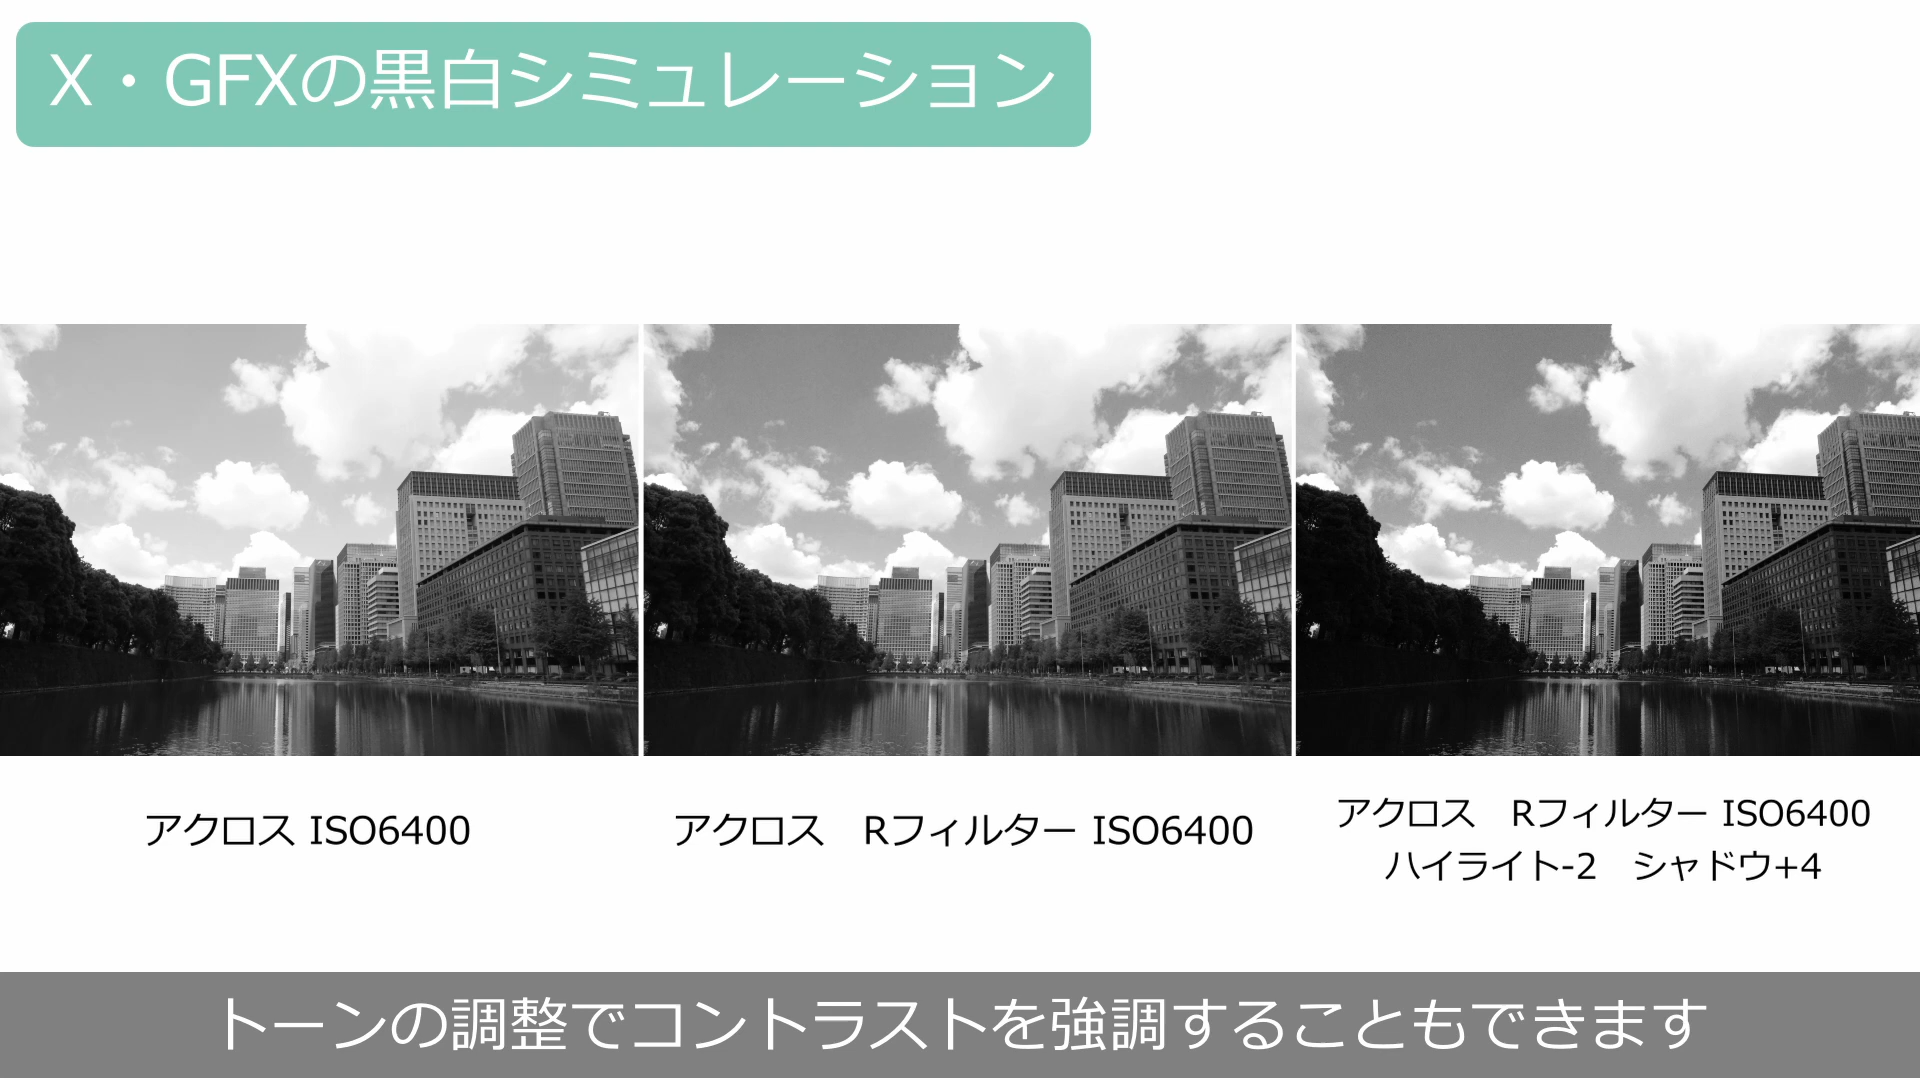 X・GFXの黒白シミュレーション
アクロス ISO6400
アクロス　Rフィルター ISO6400
アクロス　Rフィルター ISO6400
ハイライト-2　シャドウ+4
トーンの調整でコントラストを強調することもできます